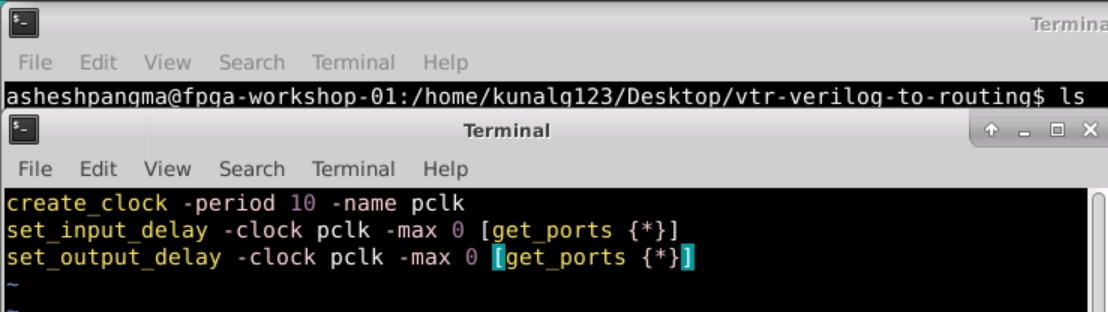 Termina
File Edit View Search Terminal Help
asheshpangma@fpga-workshop-01:/home/kunalg123/Desktop/vtr-verilog-to-routing$ ls
Terminal
File Edit View Search Terminal Help
create_clock -period 10 -name pclk
set_input_delay -clock pclk -max 0 [get_ports {*}]
set_output_delay -clock pclk -max 0 [get_ports {*}]
~
~